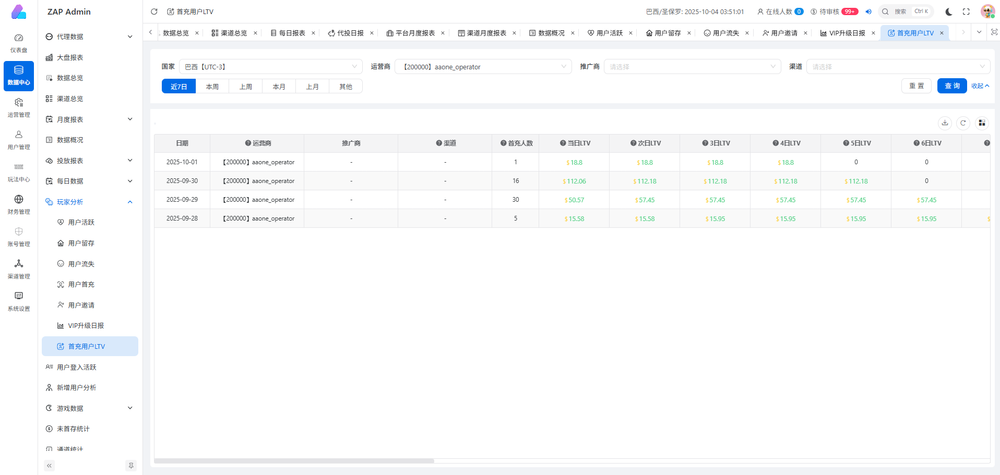 ZAP Admin
首充用户LTV
巴西/圣保罗: 2025-10-04 03:51:01
在线人数 0
待审核 99+
搜索 Ctrl K
数据总览 × 渠道总览 × 每日报表 × 代投日报 × 平台月度报表 × 渠道月度报表 × 数据概况 × 用户活跃 × 用户留存 × 用户流失 × 用户邀请 × VIP升级日报 × 首充用户LTV ×
仪表盘
数据中心
运营管理
用户管理
玩法中心
财务管理
账号管理
渠道管理
系统设置
代理数据
大盘报表
数据总览
渠道总览
月度报表
数据概况
投放报表
每日数据
玩家分析
用户活跃
用户留存
用户流失
用户首充
用户邀请
VIP升级日报
首充用户LTV
用户登入活跃
新增用户分析
游戏数据
未首存统计
通道统计
国家 巴西【UTC-3】 运营商 【200000】aaone_operator 推广商 请选择 渠道 请选择
近7日 本周 上周 本月 上月 其他 重 置 查 询 收起
日期 运营商 推广商 渠道 首充人数 当日LTV 次日LTV 3日LTV 4日LTV 5日LTV 6日LTV
2025-10-01 【200000】aaone_operator - - 1 $18.8 $18.8 $18.8 $18.8 0 0
2025-09-30 【200000】aaone_operator - - 16 $112.06 $112.18 $112.18 $112.18 $112.18 0
2025-09-29 【200000】aaone_operator - - 30 $50.57 $57.45 $57.45 $57.45 $57.45 $57.45
2025-09-28 【200000】aaone_operator - - 5 $15.58 $15.58 $15.95 $15.95 $15.95 $15.95 $